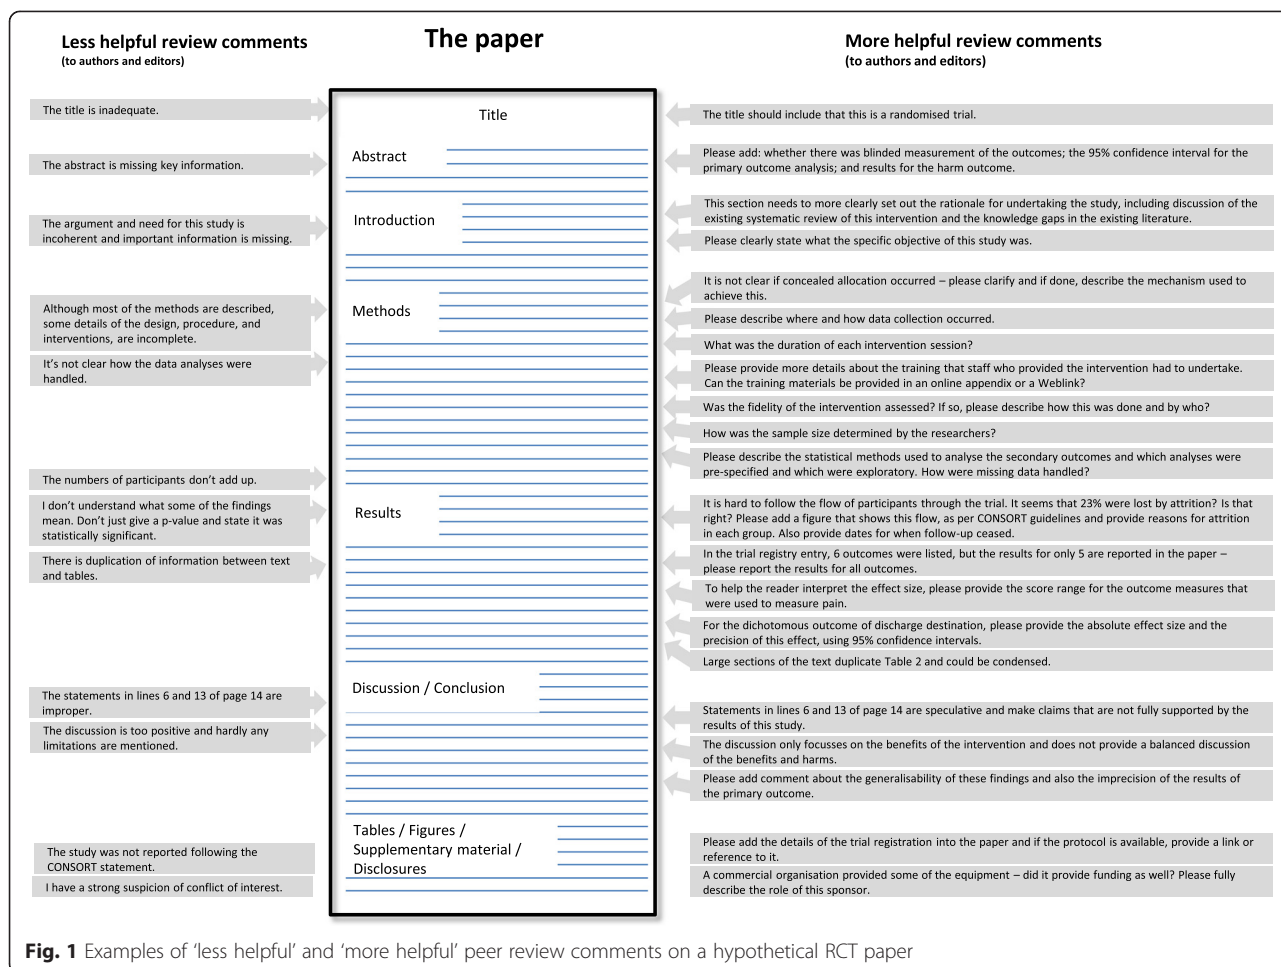 Less helpful review comments
(to authors and editors)
The title is inadequate.
The abstract is missing key information.
The argument and need for this study is
incoherent and important information is missing.
Although most of the methods are described,
some details of the design, procedure, and
interventions, are incomplete.
It's not clear how the data analyses were
handled.
The numbers of participants don't add up.
I don't understand what some of the findings
mean. Don't just give a p-value and state it was
statistically significant.
There is duplication of information between text
and tables.
The statements in lines 6 and 13 of page 14 are
improper.
The discussion is too positive and hardly any
limitations are mentioned.
The study was not reported following the
CONSORT statement.
I have a strong suspicion of conflict of interest.
The paper
Title
Abstract
Introduction
Methods
Results
Discussion / Conclusion
Tables / Figures /
Supplementary material /
Disclosures
More helpful review comments
(to authors and editors)
The title should include that this is a randomised trial.
Please add: whether there was blinded measurement of the outcomes; the 95% confidence interval for the
primary outcome analysis; and results for the harm outcome.
This section needs to more clearly set out the rationale for undertaking the study, including discussion of the
existing systematic review of this intervention and the knowledge gaps in the existing literature.
Please clearly state what the specific objective of this study was.
It is not clear if concealed allocation occurred – please clarify and if done, describe the mechanism used to
achieve this.
Please describe where and how data collection occurred.
What was the duration of each intervention session?
Please provide more details about the training that staff who provided the intervention had to undertake.
Can the training materials be provided in an online appendix or a Weblink?
Was the fidelity of the intervention assessed? If so, please describe how this was done and by who?
How was the sample size determined by the researchers?
Please describe the statistical methods used to analyse the secondary outcomes and which analyses were
pre-specified and which were exploratory. How were missing data handled?
It is hard to follow the flow of participants through the trial. It seems that 23% were lost by attrition? Is that
right? Please add a figure that shows this flow, as per CONSORT guidelines and provide reasons for attrition
in each group. Also provide dates for when follow-up ceased.
In the trial registry entry, 6 outcomes were listed, but the results for only 5 are reported in the paper –
please report the results for all outcomes.
To help the reader interpret the effect size, please provide the score range for the outcome measures that
were used to measure pain.
For the dichotomous outcome of discharge destination, please provide the absolute effect size and the
precision of this effect, using 95% confidence intervals.
Large sections of the text duplicate Table 2 and could be condensed.
Statements in lines 6 and 13 of page 14 are speculative and make claims that are not fully supported by the
results of this study.
The discussion only focusses on the benefits of the intervention and does not provide a balanced discussion
of the benefits and harms.
Please add comment about the generalisability of these findings and also the imprecision of the results of
the primary outcome.
Please add the details of the trial registration into the paper and if the protocol is available, provide a link or
reference to it.
A commercial organisation provided some of the equipment – did it provide funding as well? Please fully
describe the role of this sponsor.
Fig. 1 Examples of 'less helpful' and 'more helpful' peer review comments on a hypothetical RCT paper